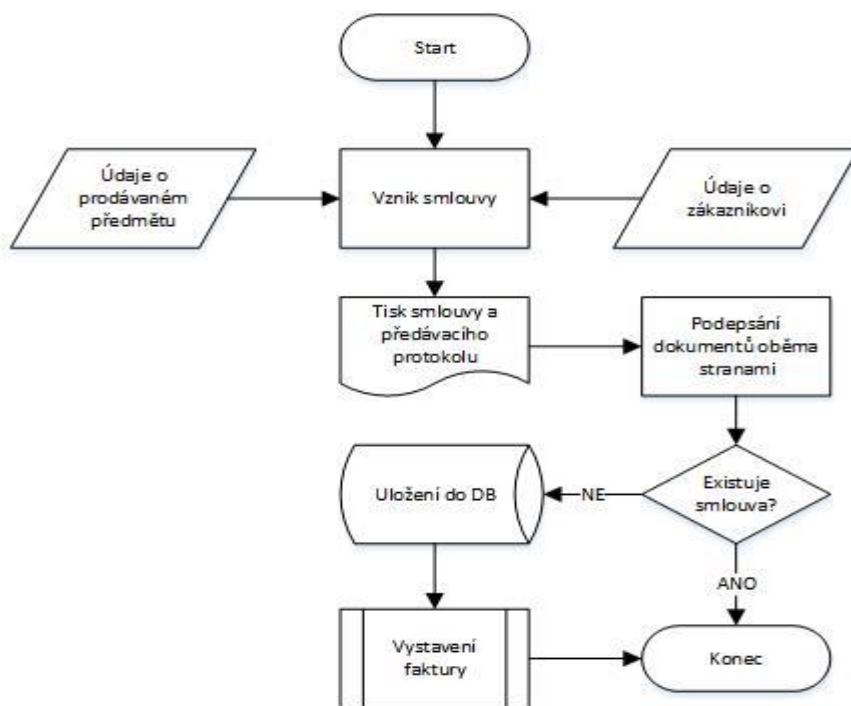 Start
Údaje o
prodávaném
předmětu
Vznik smlouvy
Údaje o
zákazníkovi
Tisk smlouvy a
předávacího
protokolu
Podepsání
dokumentů oběma
stranami
Existuje
smlouva?
NE
Uložení do DB
ANO
Vystavení
faktury
Konec